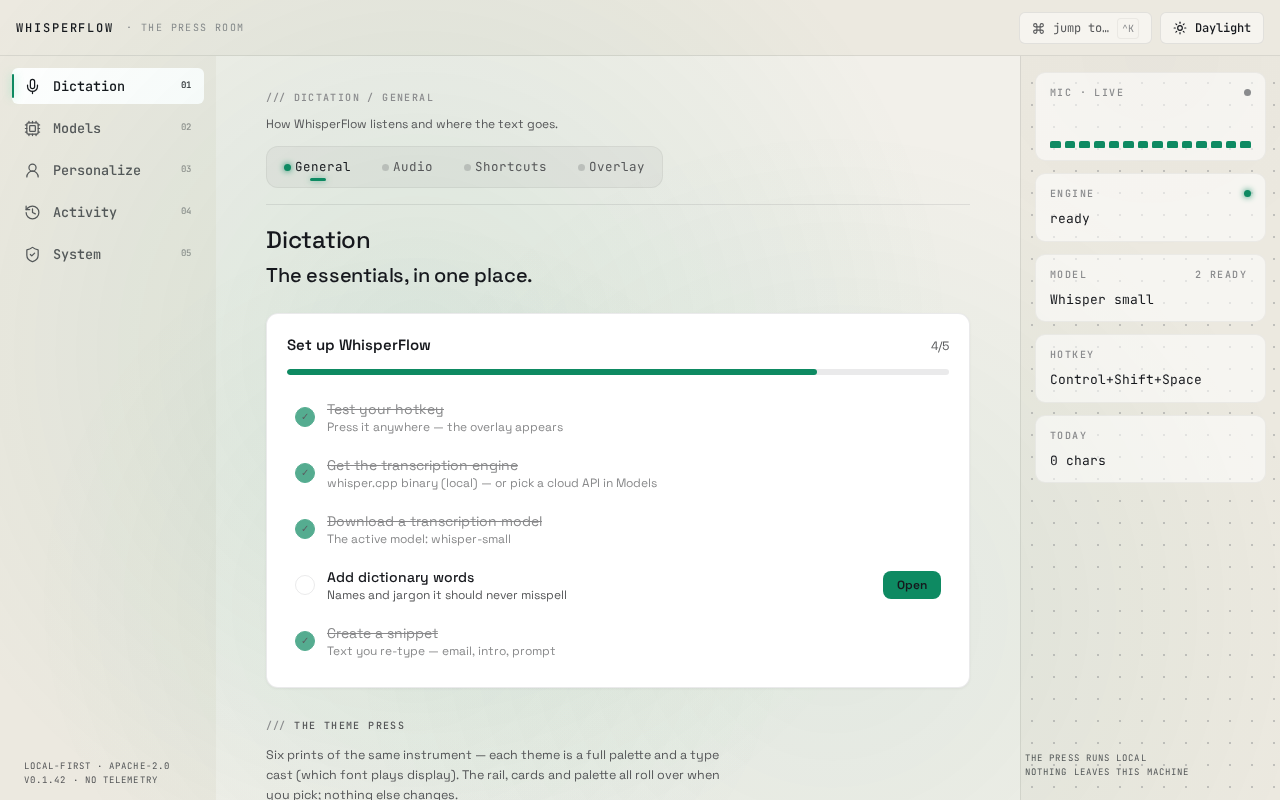 WHISPERFLOW · THE PRESS ROOM
⌘ jump to… ^K
Daylight
Dictation 01
Models 02
Personalize 03
Activity 04
System 05
LOCAL-FIRST · APACHE-2.0
V0.1.42 · NO TELEMETRY
/// DICTATION / GENERAL
How WhisperFlow listens and where the text goes.
General Audio Shortcuts Overlay
Dictation
The essentials, in one place.
Set up WhisperFlow 4/5
Test your hotkey
Press it anywhere — the overlay appears
Get the transcription engine
whisper.cpp binary (local) — or pick a cloud API in Models
Download a transcription model
The active model: whisper-small
Add dictionary words
Names and jargon it should never misspell
Open
Create a snippet
Text you re-type — email, intro, prompt
/// THE THEME PRESS
Six prints of the same instrument — each theme is a full palette and a type
cast (which font plays display). The rail, cards and palette all roll over when
you pick; nothing else changes.
MIC · LIVE
ENGINE
ready
MODEL 2 READY
Whisper small
HOTKEY
Control+Shift+Space
TODAY
0 chars
THE PRESS RUNS LOCAL
NOTHING LEAVES THIS MACHINE